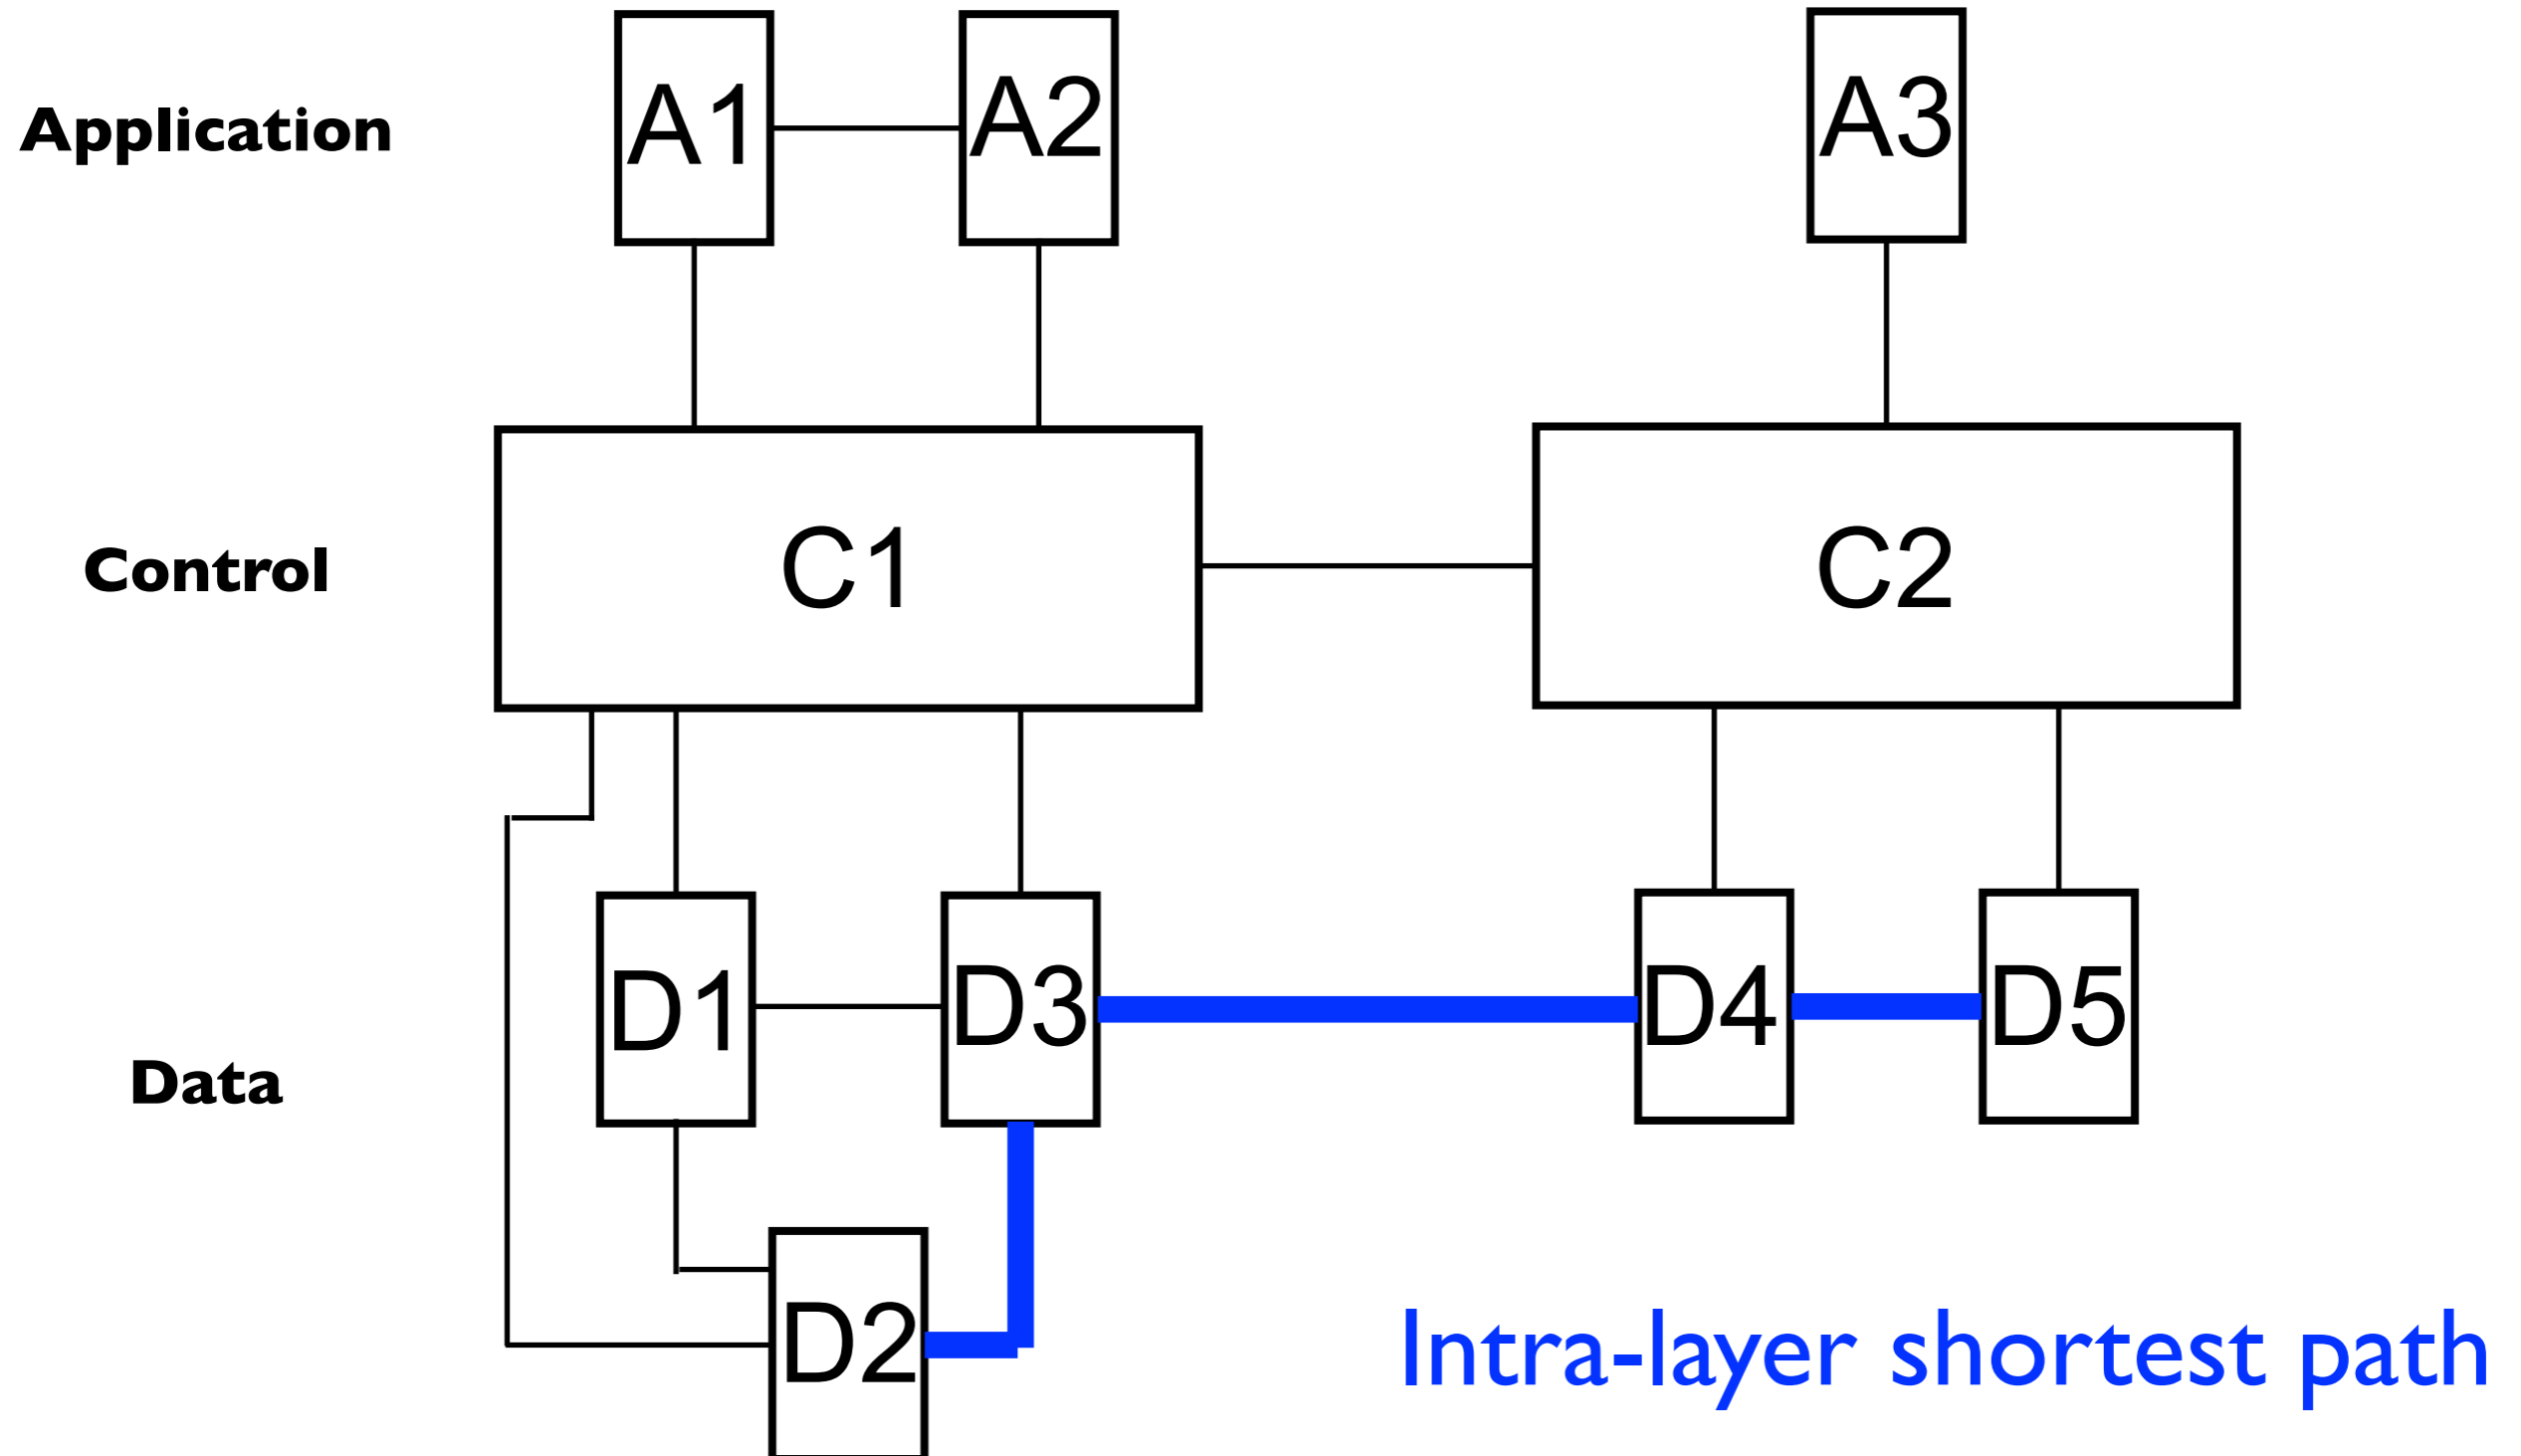 A1
A2
A3
Application
C1
C2
Control
D1
D3
D4
D5
Data
D2
Intra-layer shortest path